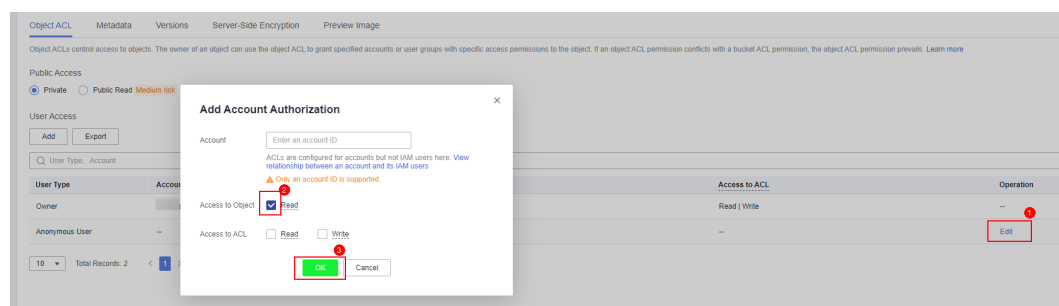 Object ACL Metadata Versions Server-Side Encryption Preview Image
Object ACLs control access to objects. The owner of an object can use the object ACL to grant specified accounts or user groups with specific access permissions to the object. If an object ACL permission conflicts with a bucket ACL permission, the object ACL permission prevails. Learn more
Public Access
Private Public Read Medium risk
Add Account Authorization
User Access
Add Export
Account Enter an account ID.
ACLs are configured for accounts but not IAM users here. View
relationship between an account and its IAM users
User Type, Account
Only an account ID is supported.
User Type Access to ACL Operation
2
Access to Object Read
Owner Read | Write --
1
Anonymous User -- -- Edit
Access to ACL Read Write
3
OK Cancel
10 Total Records: 2 < 1